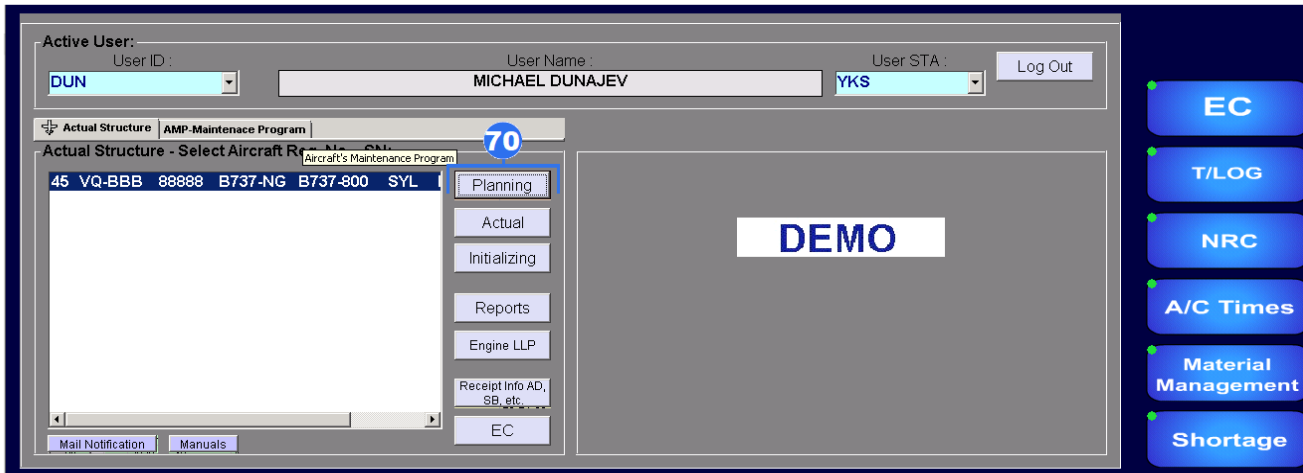 Active User:
User ID :
User Name :
User STA :
DUN
MICHAEL DUNAJEV
YKS
Log Out
Actual Structure
AMP-Maintenace Program
70
Actual Structure - Select Aircraft
Aircraft's Maintenance Program
45 VQ-BBB 88888 B737-NG B737-800 SYL
Planning
Actual
Initializing
Reports
Engine LLP
Receipt Info AD,
SB, etc.
EC
Mail Notification
Manuals
DEMO
EC
T/LOG
NRC
A/C Times
Material
Management
Shortage